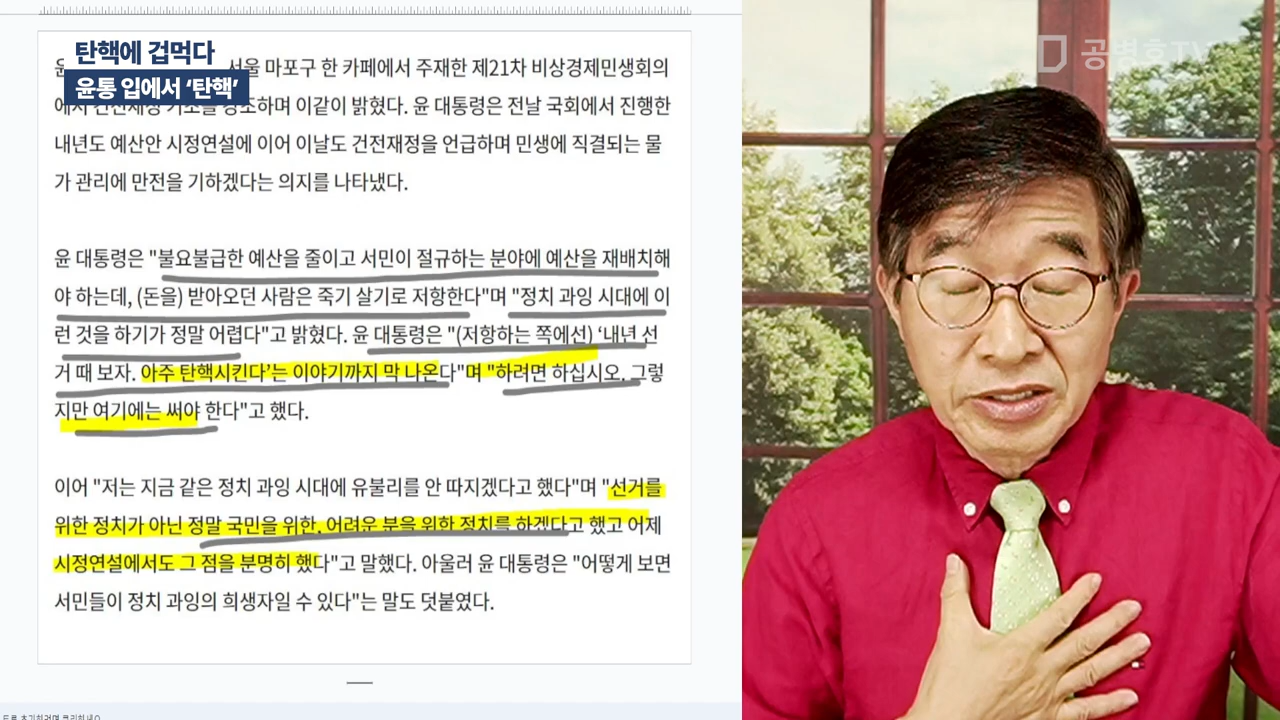 탄핵에 겁먹다
윤통 입에서 ‘탄핵’
공병호TV
서울 마포구 한 카페에서 주재한 제21차 비상경제민생회의
하며 이같이 밝혔다. 윤 대통령은 전날 국회에서 진행한
내년도 예산안 시정연설에 이어 이날도 건전재정을 언급하며 민생에 직결되는 물
가 관리에 만전을 기하겠다는 의지를 나타냈다.
윤 대통령은 "불요불급한 예산을 줄이고 서민이 절규하는 분야에 예산을 재배치해
야 하는데, (돈을) 받아오던 사람은 죽기 살기로 저항한다"며 "정치 과잉 시대에 이
런 것을 하기가 정말 어렵다"고 밝혔다. 윤 대통령은 "(저항하는 쪽에선) ‘내년 선
거 때 보자. 아주 탄핵시킨다’는 이야기까지 막 나온다"며 "하려면 하십시오. 그렇
지만 여기에는 써야 한다"고 했다.
이어 "저는 지금 같은 정치 과잉 시대에 유불리를 안 따지겠다고 했다"며 "선거를
위한 정치가 아닌 정말 국민을 위한, 어려운 분을 위한 정치를 하겠다고 했고 어제
시정연설에서도 그 점을 분명히 했다"고 말했다. 아울러 윤 대통령은 "어떻게 보면
서민들이 정치 과잉의 희생자일 수 있다"는 말도 덧붙였다.